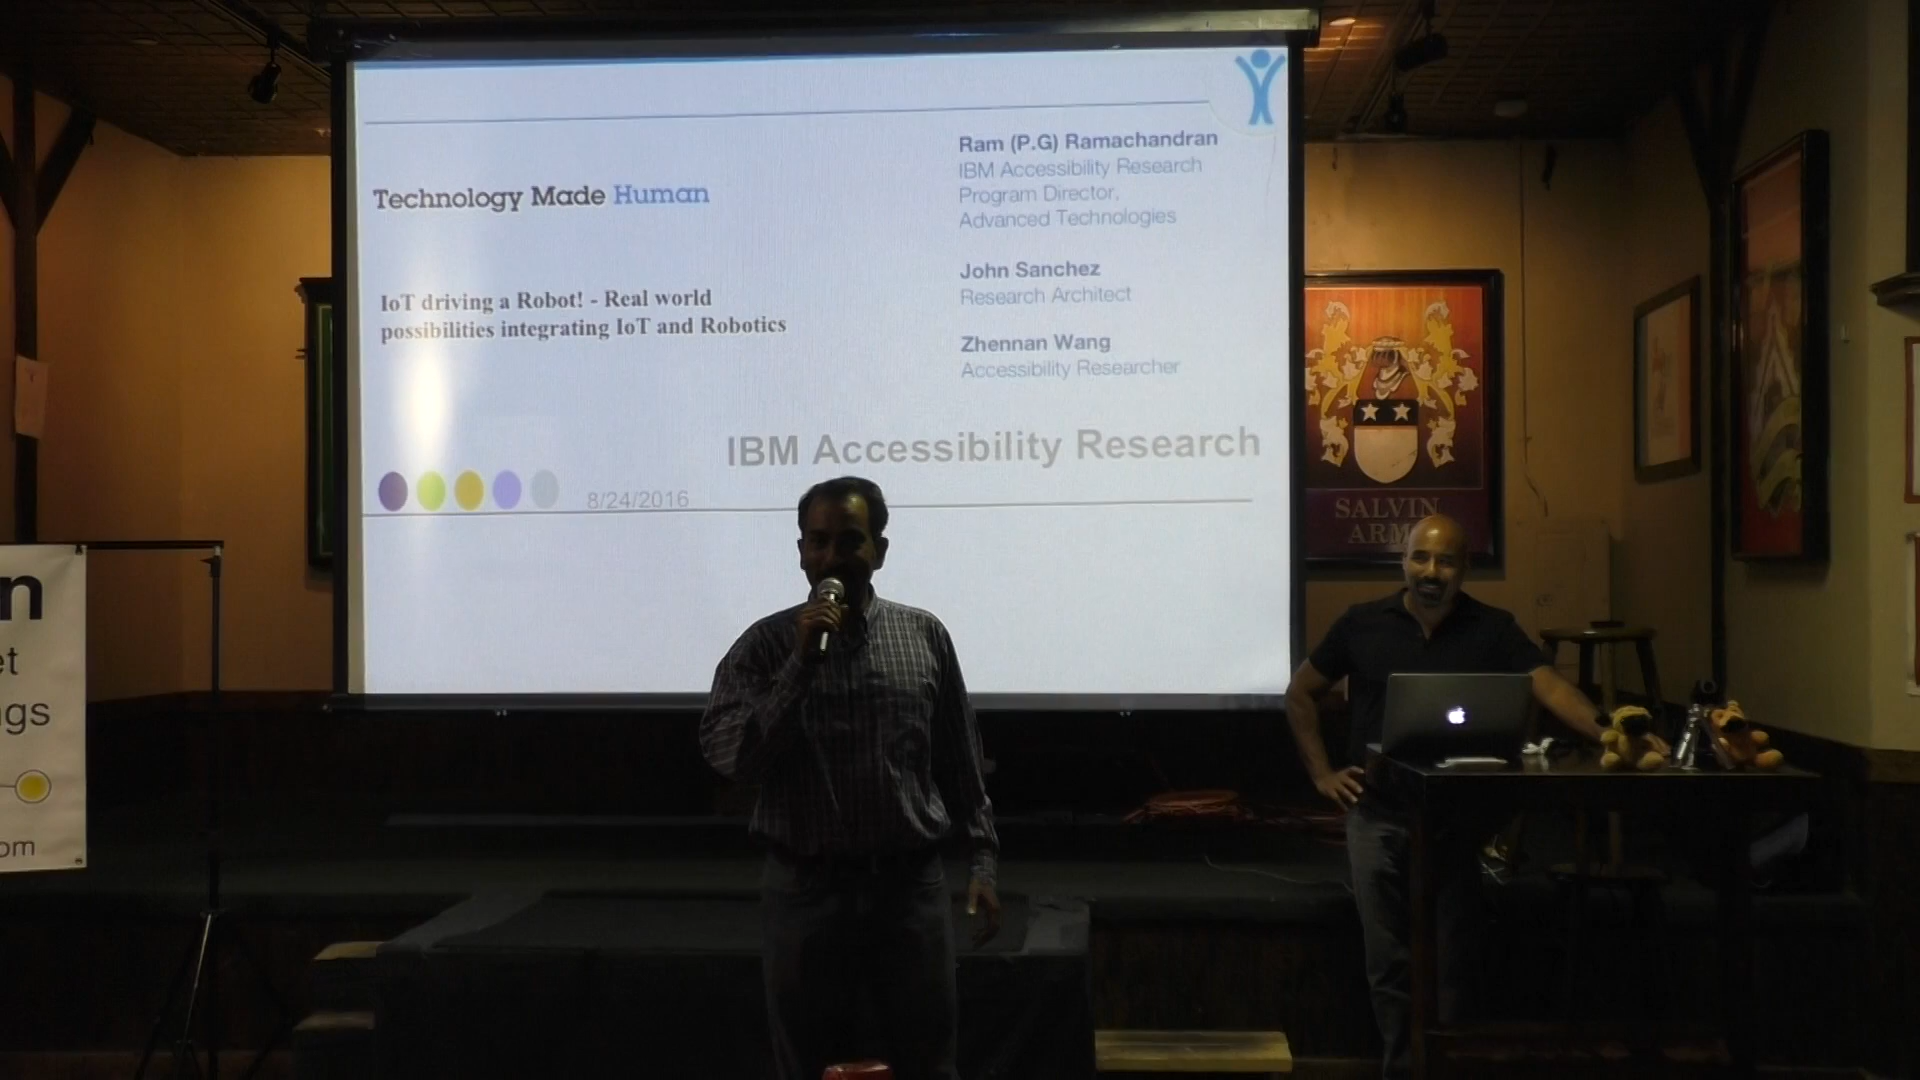 Technology Made Human
IoT driving a Robot! - Real world
possibilities integrating IoT and Robotics
Ram (P.G) Ramachandran
IBM Accessibility Research
Program Director,
Advanced Technologies
John Sanchez
Research Architect
Zhennan Wang
Accessibility Researcher
IBM Accessibility Research
8/24/2016
SALVIN
ARM
n
et
ngs
om